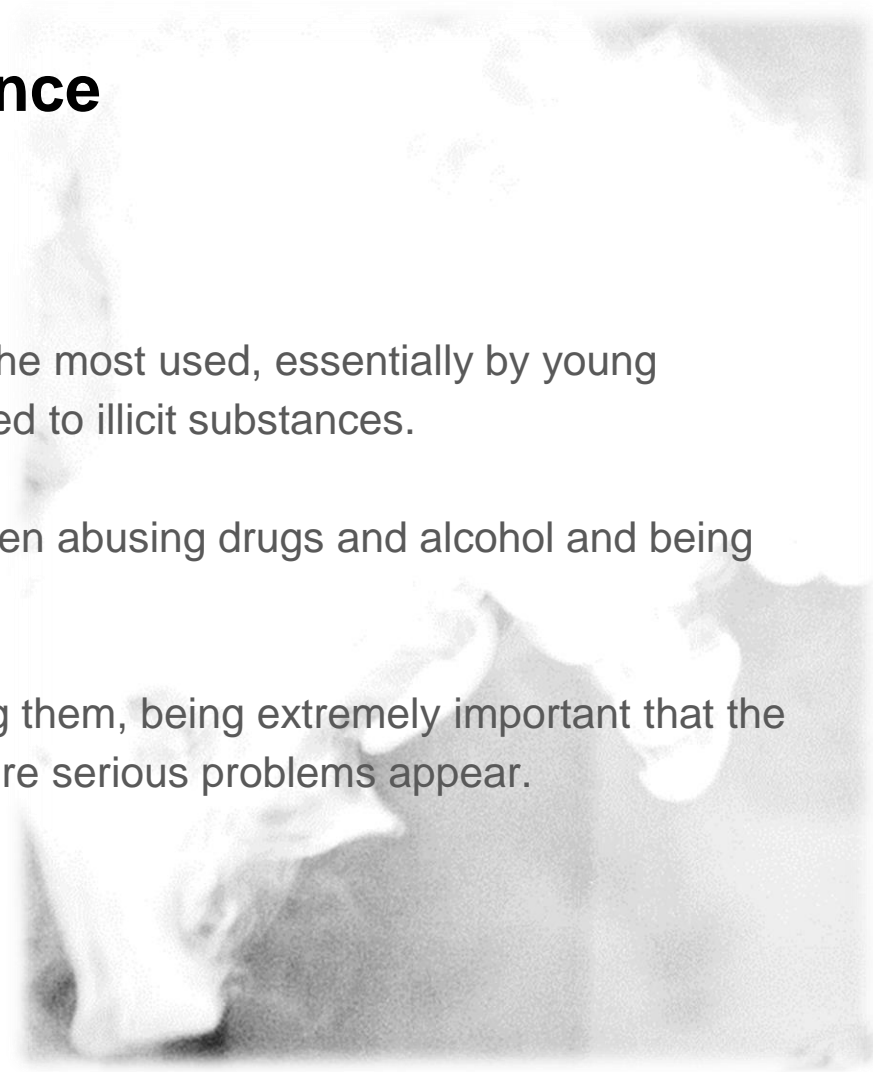 nce
he most used, essentially by young
ed to illicit substances.
en abusing drugs and alcohol and being
g them, being extremely important that the
re serious problems appear.